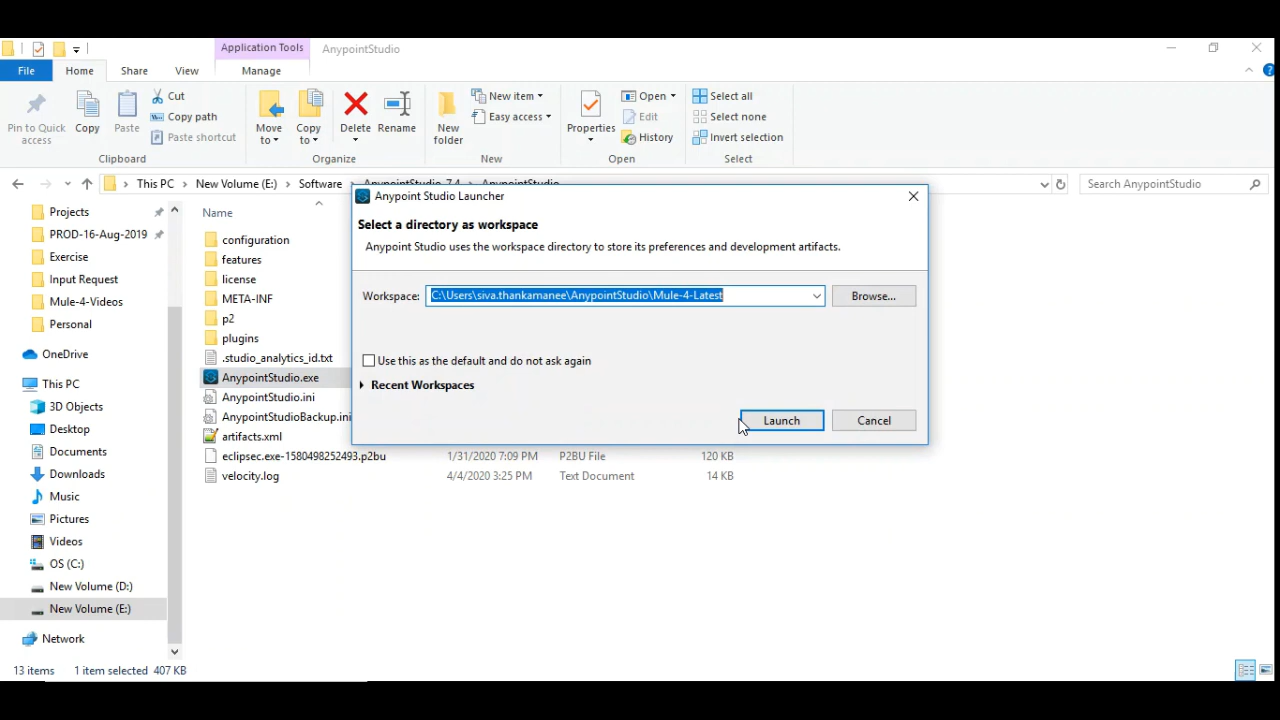 Application Tools AnypointStudio
File Home Share View Manage
Pin to Quick access
Copy
Paste
Cut
Copy path
Paste shortcut
Clipboard
Move to
Copy to
Delete
Rename
Organize
New folder
New item
Easy access
New
Properties
Open
Edit
History
Open
Select all
Select none
Invert selection
Select
This PC New Volume (E:) Software AnypointStudio-7.4 AnypointStudio
Search AnypointStudio
Projects
PROD-16-Aug-2019
Exercise
Input Request
Mule-4-Videos
Personal
OneDrive
This PC
3D Objects
Desktop
Documents
Downloads
Music
Pictures
Videos
OS (C:)
New Volume (D:)
New Volume (E:)
Network
Name
configuration
features
license
META-INF
p2
plugins
.studio_analytics_id.txt
AnypointStudio.exe
AnypointStudio.ini
AnypointStudioBackup.ini
artifacts.xml
eclipsec.exe-1580498252493.p2bu 1/31/2020 7:09 PM P2BU File 120 KB
velocity.log 4/4/2020 3:25 PM Text Document 14 KB
Anypoint Studio Launcher
Select a directory as workspace
Anypoint Studio uses the workspace directory to store its preferences and development artifacts.
Workspace: C:\Users\siva.thankamanee\AnypointStudio\Mule-4-Latest Browse...
Use this as the default and do not ask again
Recent Workspaces
Launch Cancel
13 items 1 item selected 407 KB